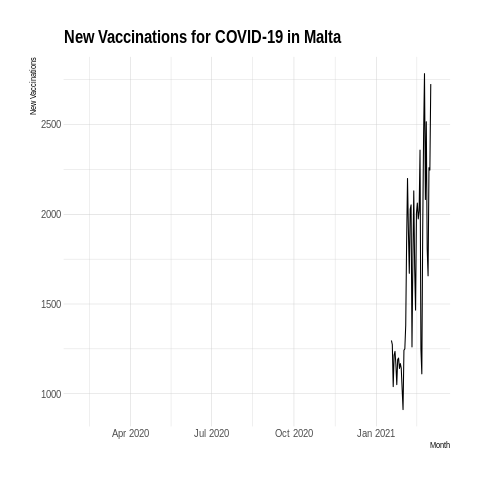 New Vaccinations for COVID-19 in Malta
New Vaccinations
2500
2000
1500
1000
Apr 2020 Jul 2020 Oct 2020 Jan 2021
Month